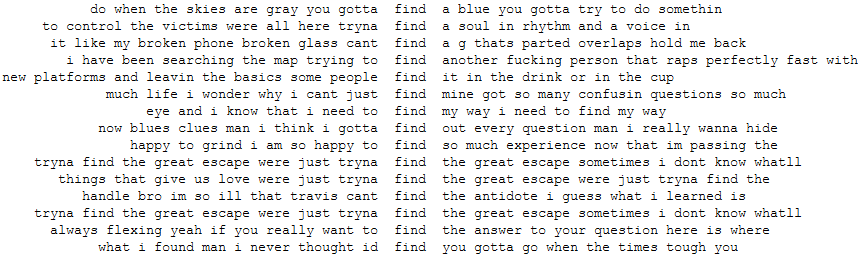 do when the skies are gray you gotta find a blue you gotta try to do somethin
to control the victims were all here tryna find a soul in rhythm and a voice in
it like my broken phone broken glass cant find a g thats parted overlaps hold me back
i have been searching the map trying to find another fucking person that raps perfectly fast with
new platforms and leavin the basics some people find it in the drink or in the cup
much life i wonder why i cant just find mine got so many confusin questions so much
eye and i know that i need to find my way i need to find my way
now blues clues man i think i gotta find out every question man i really wanna hide
happy to grind i am so happy to find so much experience now that im passing the
tryna find the great escape were just tryna find the great escape sometimes i dont know whatll
things that give us love were just tryna find the great escape were just tryna find the
handle bro im so ill that travis cant find the antidote i guess what i learned is
tryna find the great escape were just tryna find the great escape sometimes i dont know whatll
always flexing yeah if you really want to find the answer to your question here is where
what i found man i never thought id find you gotta go when the times tough you